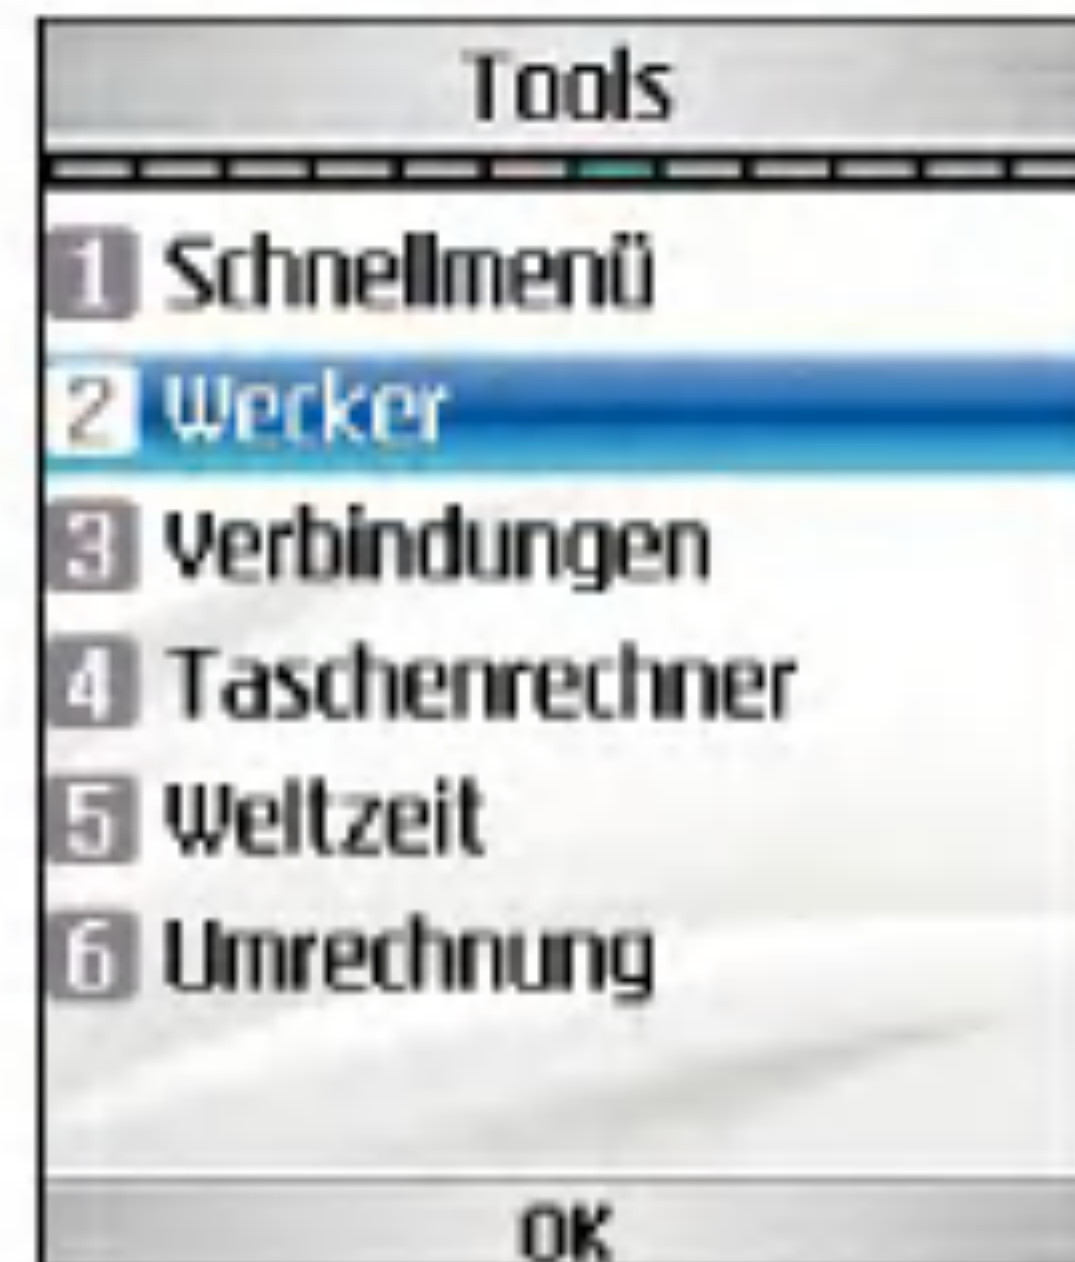 Tools
1 Schnellmenü
2 Wecker
3 Verbindungen
4 Taschenrechner
5 Weltzeit
6 Umrechnung
OK